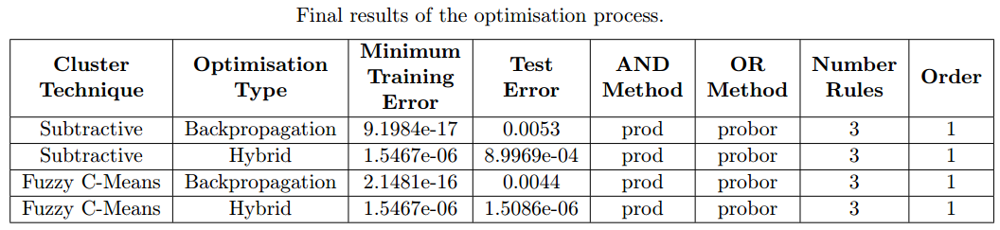 Final results of the optimisation process.
Cluster Technique | Optimisation Type | Minimum Training Error | Test Error | AND Method | OR Method | Number Rules | Order
Subtractive | Backpropagation | 9.1984e-17 | 0.0053 | prod | probor | 3 | 1
Subtractive | Hybrid | 1.5467e-06 | 8.9969e-04 | prod | probor | 3 | 1
Fuzzy C-Means | Backpropagation | 2.1481e-16 | 0.0044 | prod | probor | 3 | 1
Fuzzy C-Means | Hybrid | 1.5467e-06 | 1.5086e-06 | prod | probor | 3 | 1